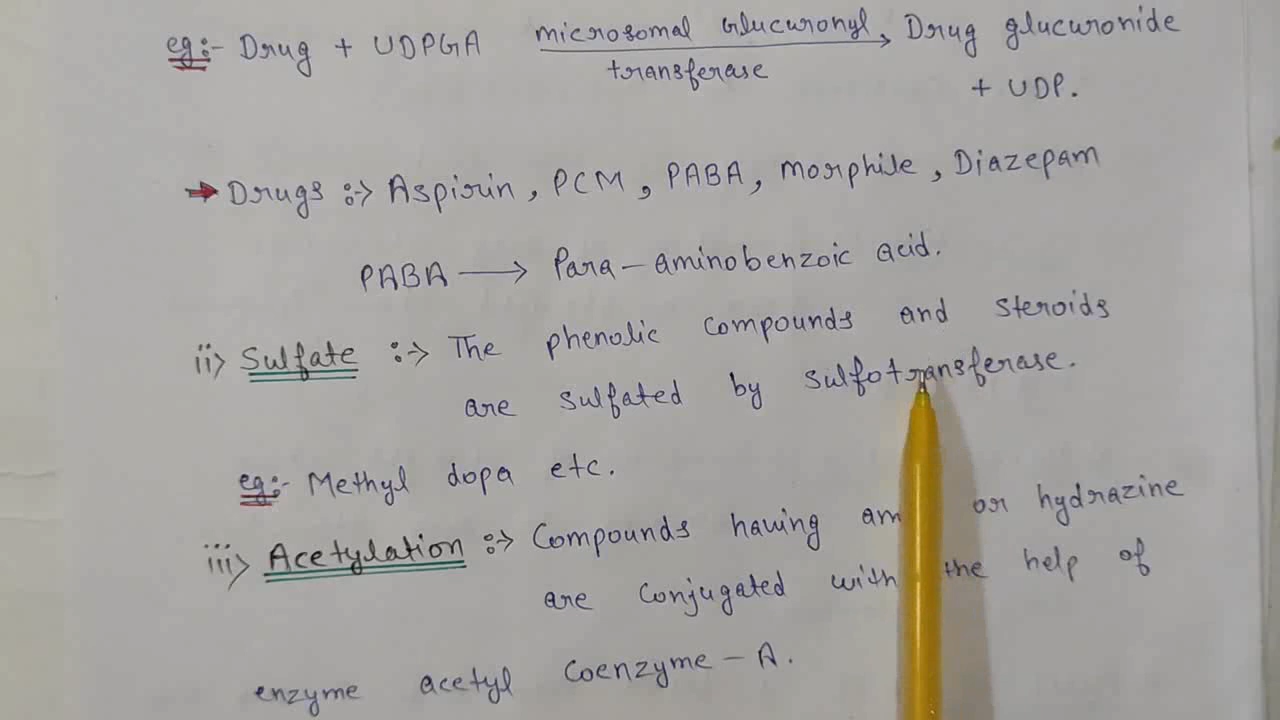 eg:- Drug + UDPGA microsomal Glucuronyl Drug glucuronide
transferase + UDP.
Drugs :→ Aspirin, PCM, PABA, Morphile, Diazepam
PABA → Para-aminobenzoic acid.
ii> Sulfate :→ The phenolic compounds and steroids
are sulfated by sulfotransferase.
eg:- Methyl dopa etc.
iii> Acetylation :→ Compounds having or hydrazine
are conjugated with the help of
enzyme acetyl coenzyme-A.